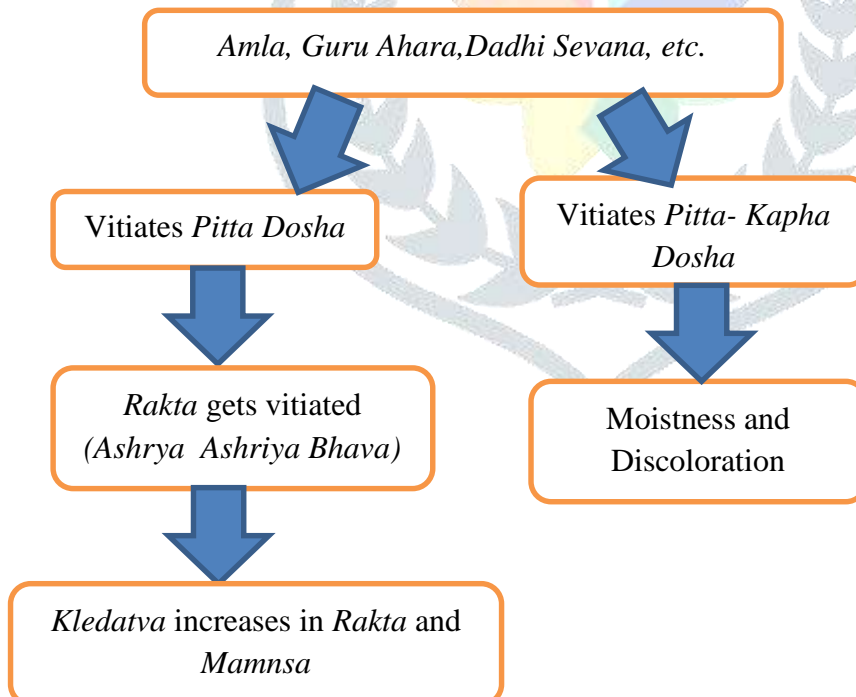 Amla, Guru Ahara,Dadhi Sevana, etc.
Vitiates Pitta Dosha
Vitiates Pitta- Kapha
Dosha
Rakta gets vitiated
(Ashrya Ashriya Bhava)
Moistness and
Discoloration
Kledatva increases in Rakta and
Mamnsa